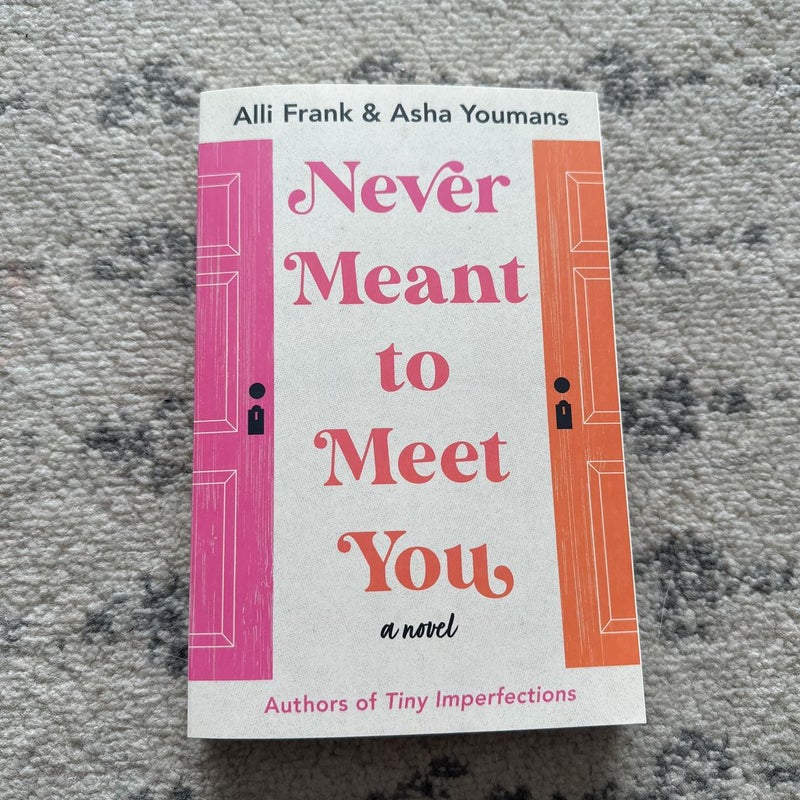 Alli Frank & Asha Youmans
Never
Meant
to
Meet
You
a novel
Authors of Tiny Imperfections